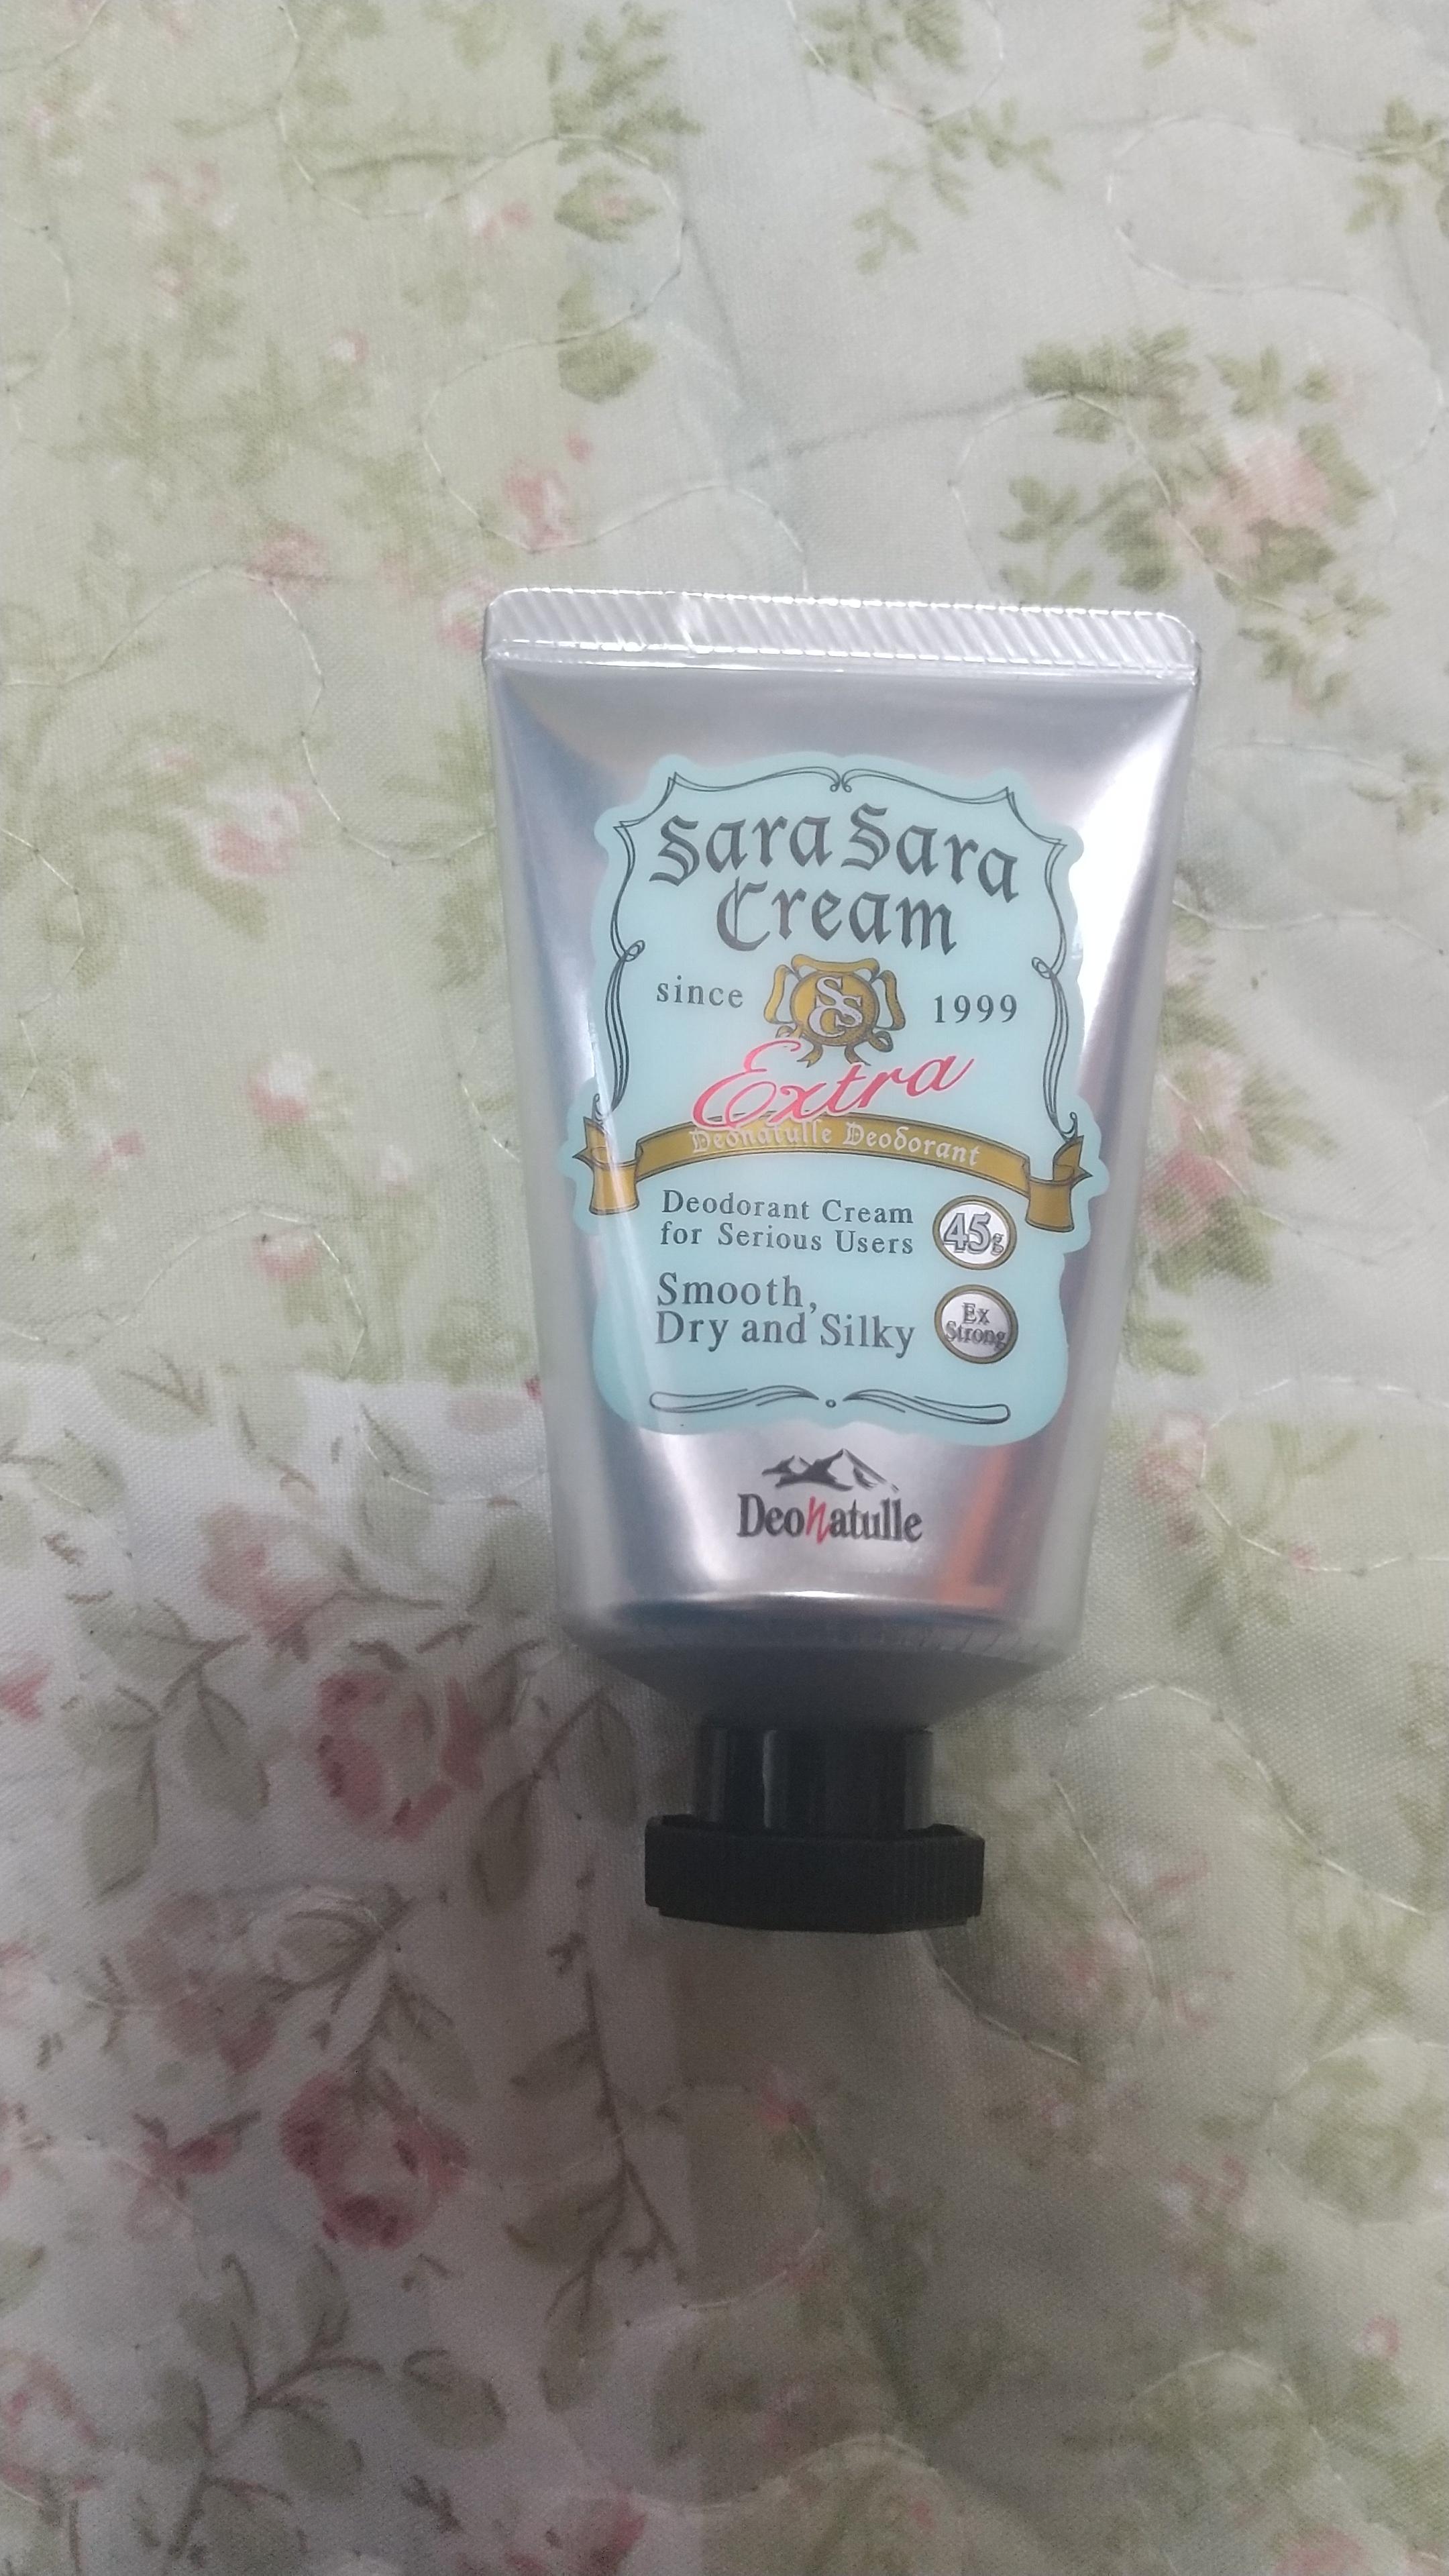 Sara Sara
Cream
since SSC 1999
Extra
Deonatulle Deodorant
Deodorant Cream
for Serious Users
45g
Smooth,
Dry and Silky
Ex
Strong
DeoNatulle